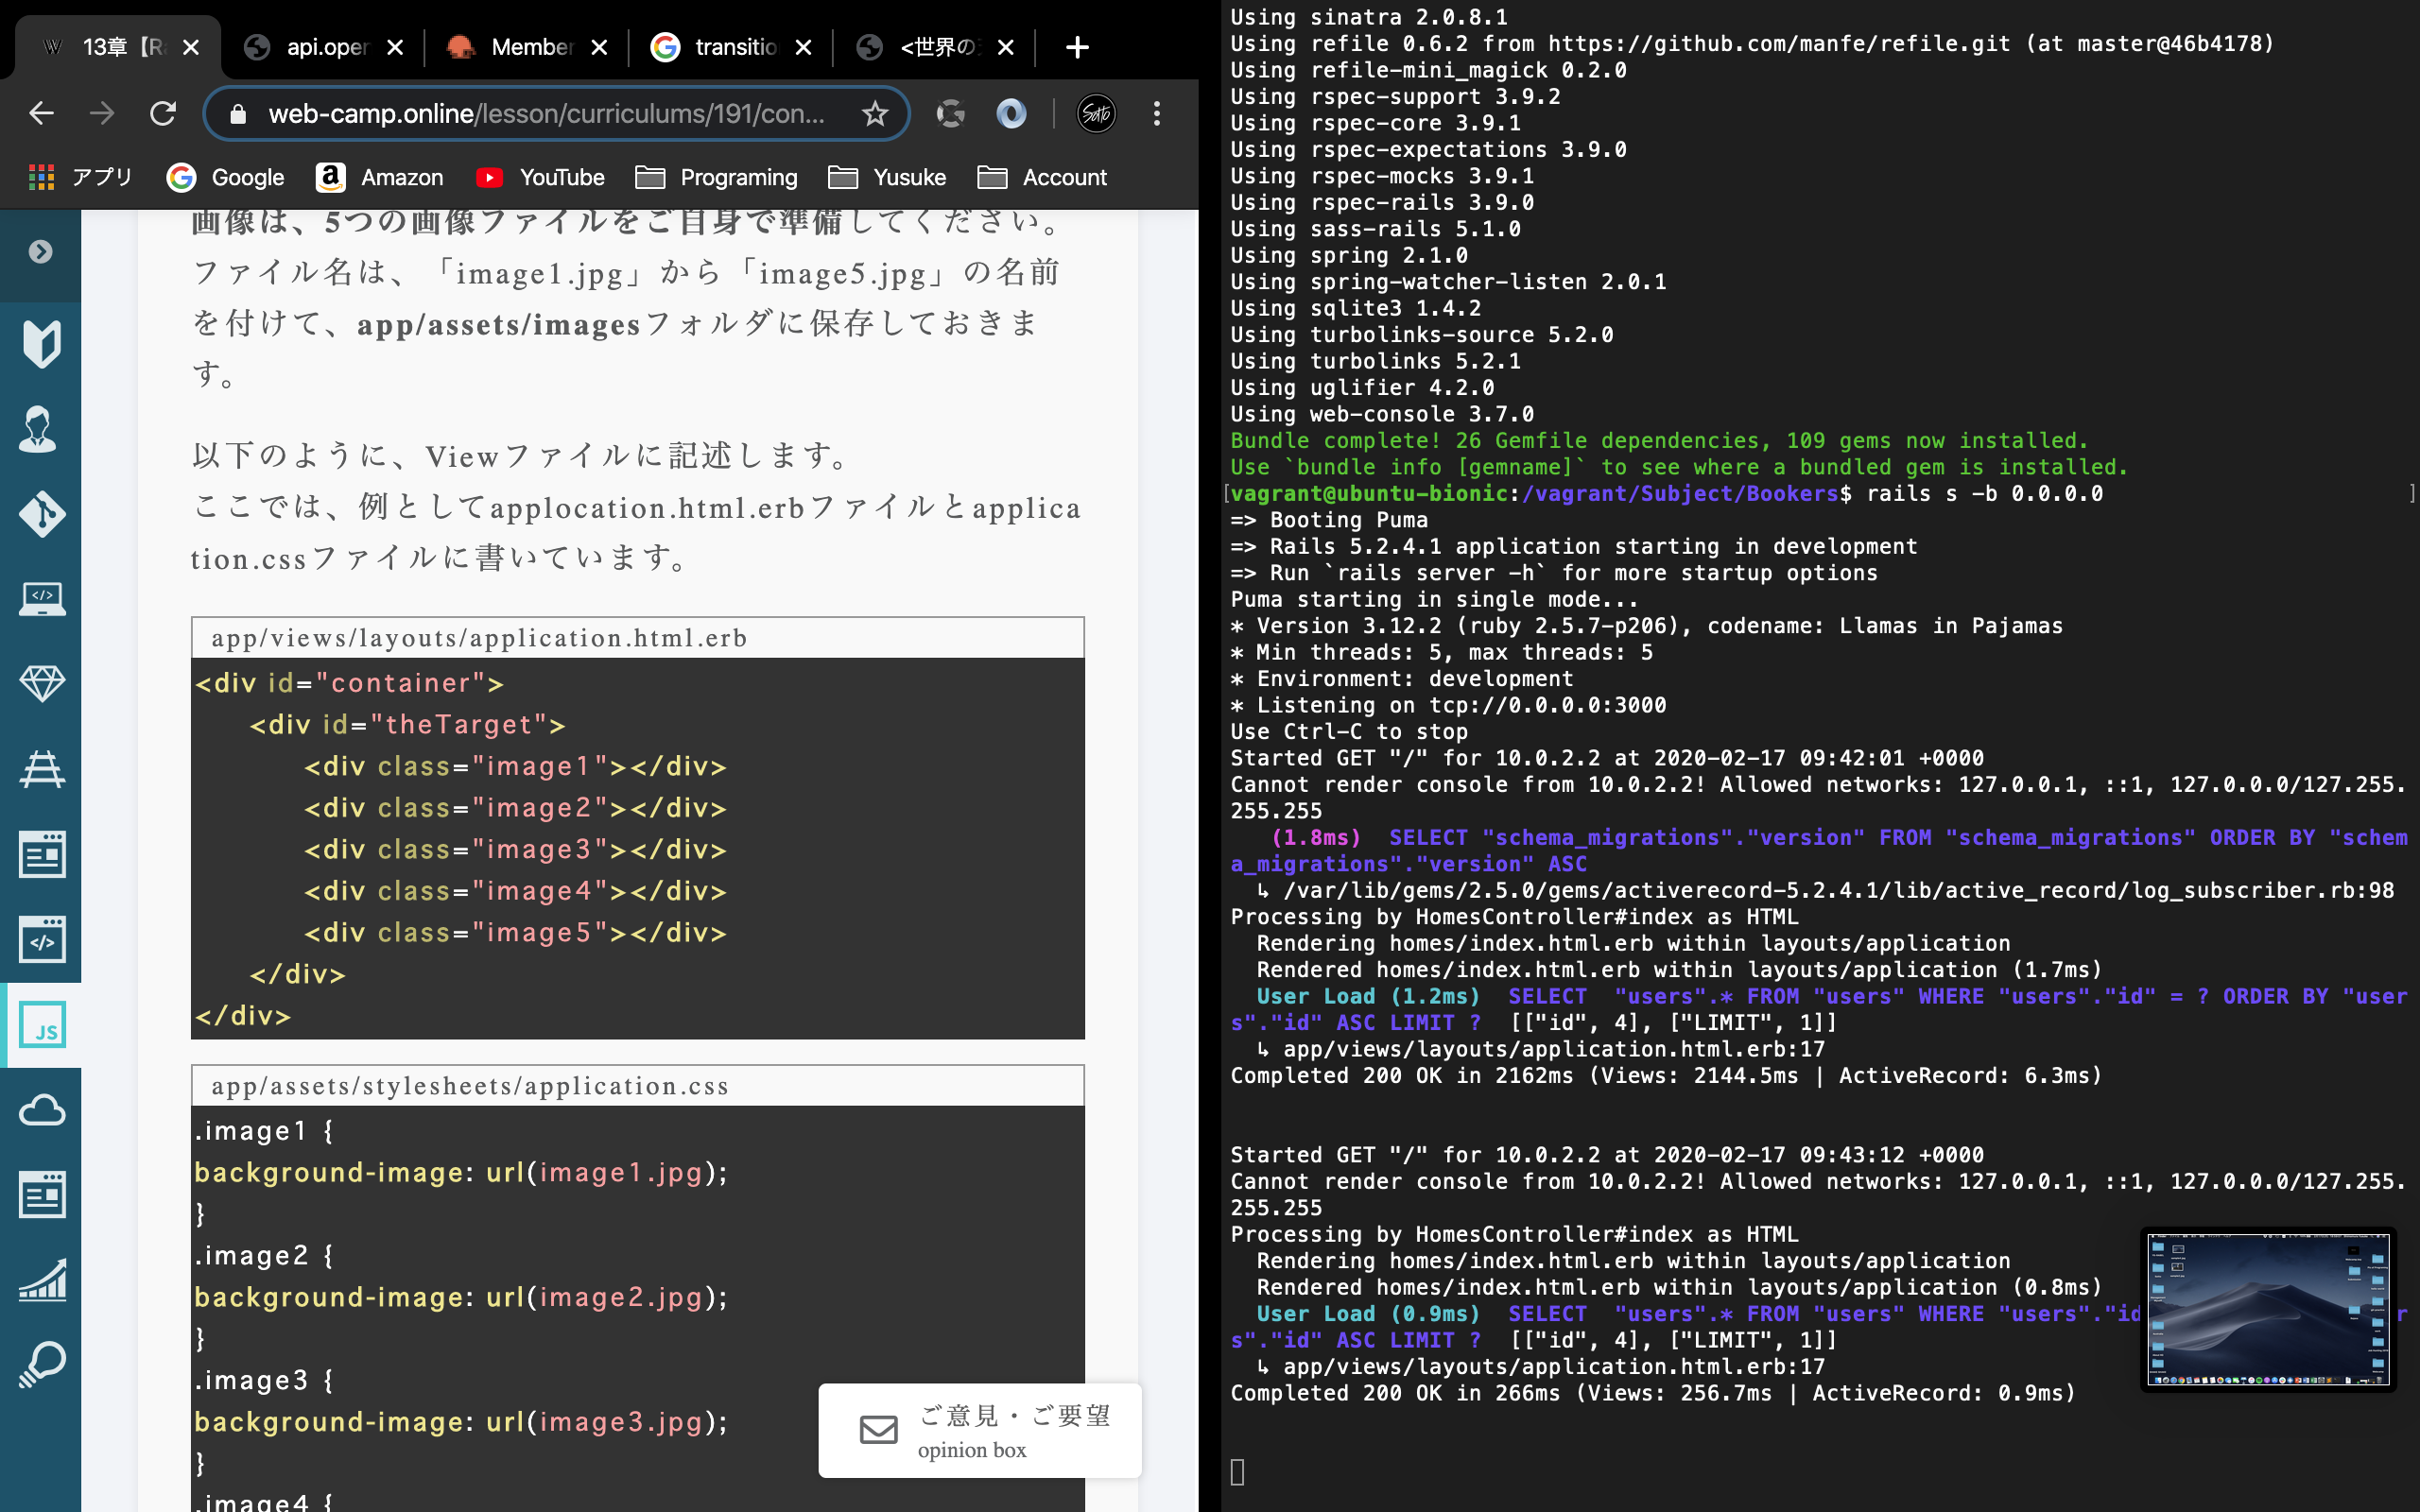 13章【R
api.oper
Member
transitio
<世界の
web-camp.online/lesson/curriculums/191/con...
アプリ
Google
Amazon
YouTube
Programing
Yusuke
Account
画像は、5つの画像ファイルをご自身で準備してください。
ファイル名は、「image1.jpg」から「image5.jpg」の名前
を付けて、app/assets/imagesフォルダに保存しておきま
す。
以下のように、Viewファイルに記述します。
ここでは、例としてapplocation.html.erbファイルとapplica
tion.cssファイルに書いています。
app/views/layouts/application.html.erb
<div id="container">
<div id="theTarget">
<div class="image1"></div>
<div class="image2"></div>
<div class="image3"></div>
<div class="image4"></div>
<div class="image5"></div>
</div>
</div>
app/assets/stylesheets/application.css
.image1 {
background-image: url(image1.jpg);
}
.image2 {
background-image: url(image2.jpg);
}
.image3 {
background-image: url(image3.jpg);
}
.image4 {
ご意見・ご要望
opinion box
JS
Using sinatra 2.0.8.1
Using refile 0.6.2 from https://github.com/manfe/refile.git (at master@46b4178)
Using refile-mini_magick 0.2.0
Using rspec-support 3.9.2
Using rspec-core 3.9.1
Using rspec-expectations 3.9.0
Using rspec-mocks 3.9.1
Using rspec-rails 3.9.0
Using sass-rails 5.1.0
Using spring 2.1.0
Using spring-watcher-listen 2.0.1
Using sqlite3 1.4.2
Using turbolinks-source 5.2.0
Using turbolinks 5.2.1
Using uglifier 4.2.0
Using web-console 3.7.0
Bundle complete! 26 Gemfile dependencies, 109 gems now installed.
Use `bundle info [gemname]` to see where a bundled gem is installed.
[vagrant@ubuntu-bionic:/vagrant/Subject/Bookers$ rails s -b 0.0.0.0 ]
=> Booting Puma
=> Rails 5.2.4.1 application starting in development
=> Run `rails server -h` for more startup options
Puma starting in single mode...
* Version 3.12.2 (ruby 2.5.7-p206), codename: Llamas in Pajamas
* Min threads: 5, max threads: 5
* Environment: development
* Listening on tcp://0.0.0.0:3000
Use Ctrl-C to stop
Started GET "/" for 10.0.2.2 at 2020-02-17 09:42:01 +0000
Cannot render console from 10.0.2.2! Allowed networks: 127.0.0.1, ::1, 127.0.0.0/127.255.
255.255
(1.8ms)  SELECT "schema_migrations"."version" FROM "schema_migrations" ORDER BY "schem
a_migrations"."version" ASC
↳ /var/lib/gems/2.5.0/gems/activerecord-5.2.4.1/lib/active_record/log_subscriber.rb:98
Processing by HomesController#index as HTML
Rendering homes/index.html.erb within layouts/application
Rendered homes/index.html.erb within layouts/application (1.7ms)
User Load (1.2ms)  SELECT  "users".* FROM "users" WHERE "users"."id" = ? ORDER BY "user
s"."id" ASC LIMIT ?  [["id", 4], ["LIMIT", 1]]
↳ app/views/layouts/application.html.erb:17
Completed 200 OK in 2162ms (Views: 2144.5ms | ActiveRecord: 6.3ms)
Started GET "/" for 10.0.2.2 at 2020-02-17 09:43:12 +0000
Cannot render console from 10.0.2.2! Allowed networks: 127.0.0.1, ::1, 127.0.0.0/127.255.
255.255
Processing by HomesController#index as HTML
Rendering homes/index.html.erb within layouts/application
Rendered homes/index.html.erb within layouts/application (0.8ms)
User Load (0.9ms)  SELECT  "users".* FROM "users" WHERE "users"."id r
s"."id" ASC LIMIT ?  [["id", 4], ["LIMIT", 1]]
↳ app/views/layouts/application.html.erb:17
Completed 200 OK in 266ms (Views: 256.7ms | ActiveRecord: 0.9ms)